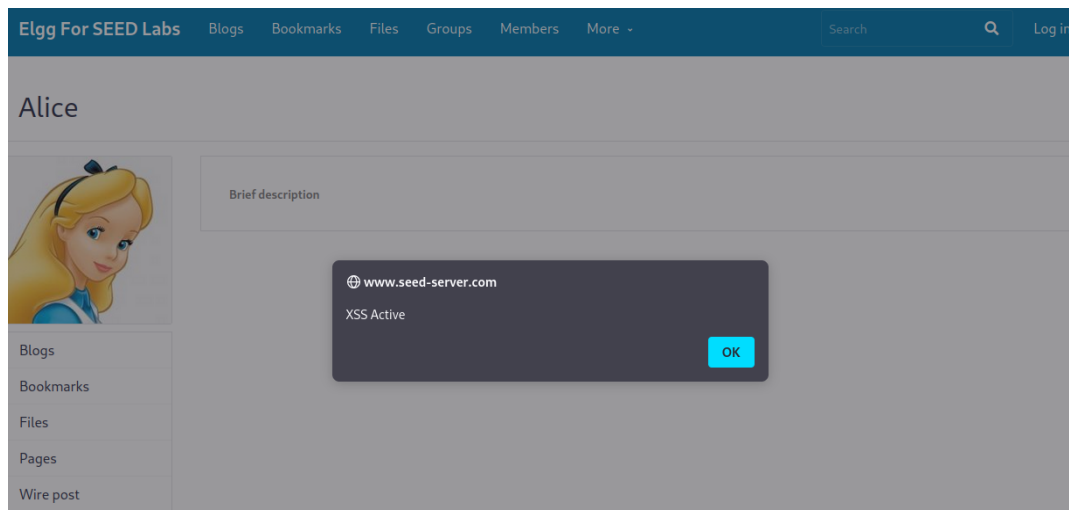 Elgg For SEED Labs Blogs Bookmarks Files Groups Members More Search Log in
Alice
Brief description
www.seed-server.com
XSS Active
OK
Blogs
Bookmarks
Files
Pages
Wire post